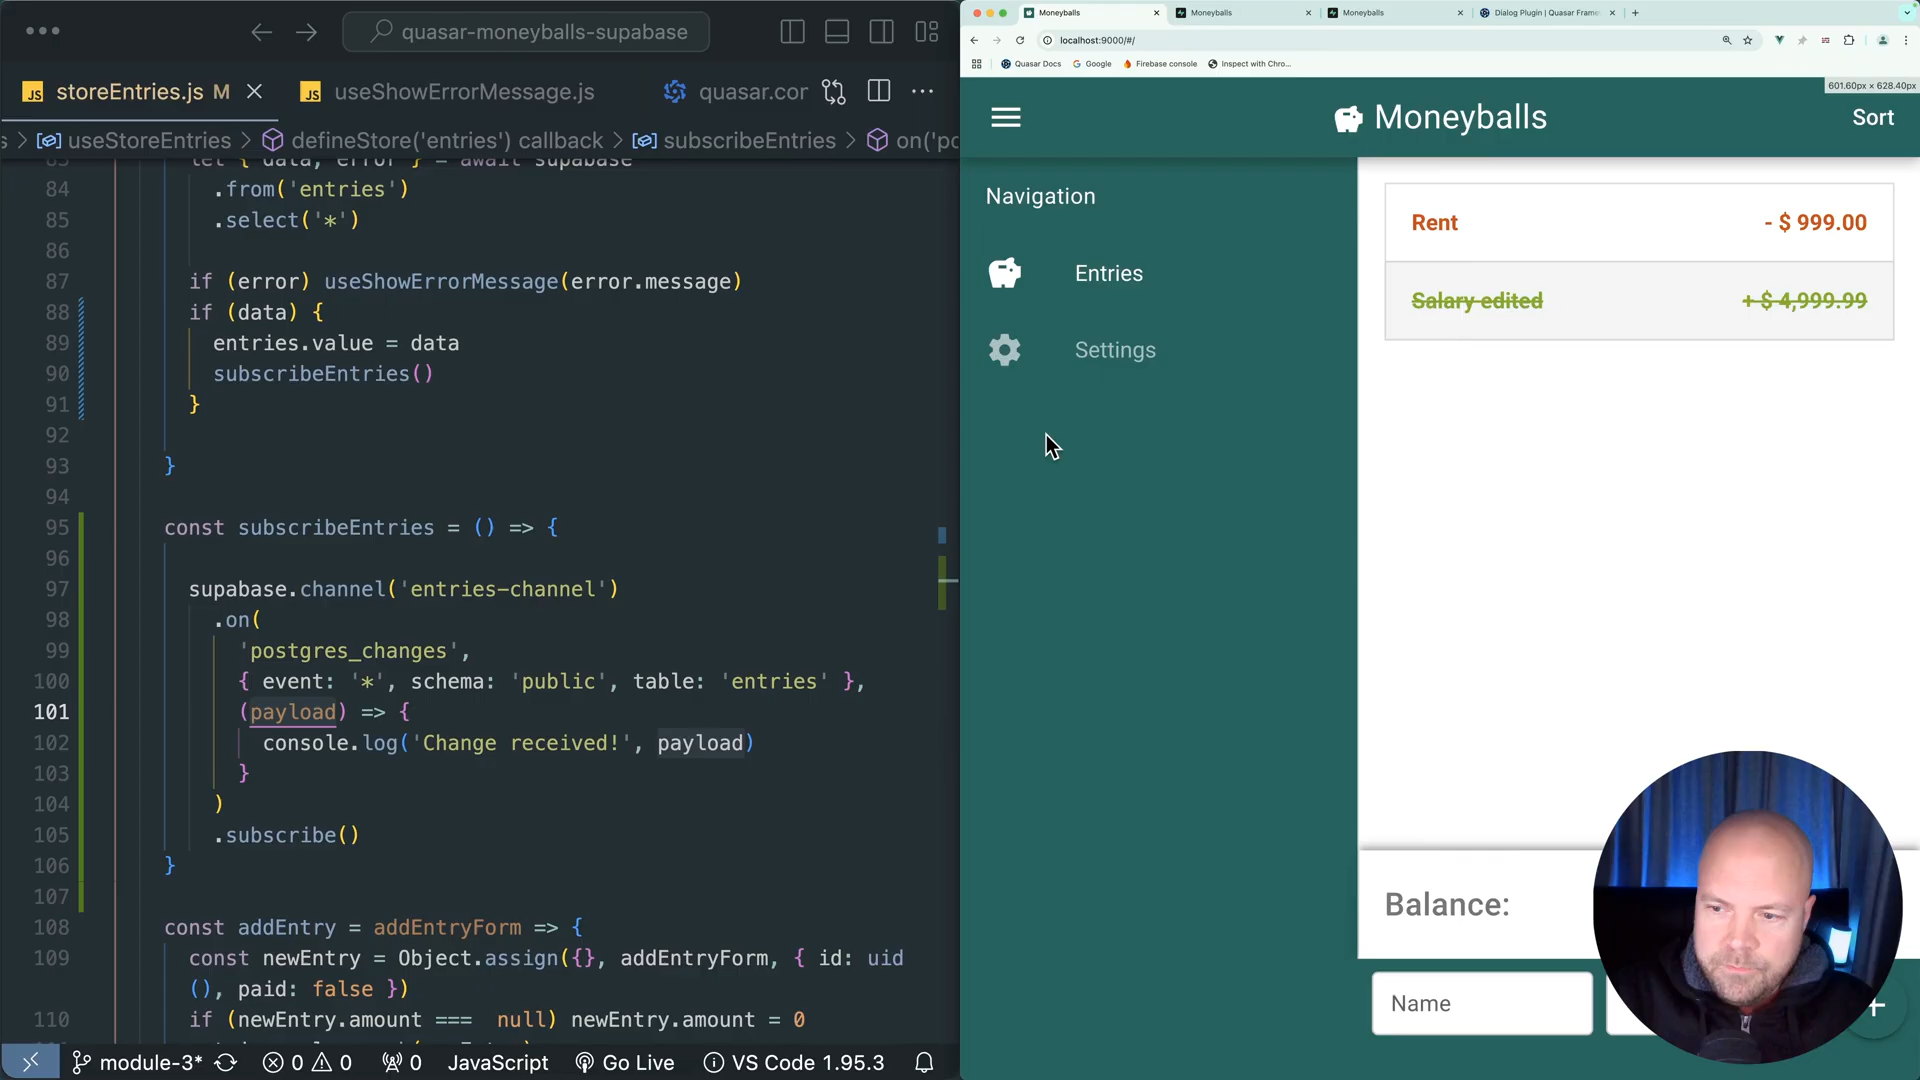 quasar-moneyballs-supabase
storeEntries.js M
useShowErrorMessage.js
quasar.cor
s > useStoreEntries > defineStore('entries') callback > subscribeEntries > on('pc
let { data, error } = await supabase
84 .from('entries')
85 .select('*')
86
87 if (error) useShowErrorMessage(error.message)
88 if (data) {
89 entries.value = data
90 subscribeEntries()
91 }
92
93 }
94
95 const subscribeEntries = () => {
96
97 supabase.channel('entries-channel')
98 .on(
99 'postgres_changes',
100 { event: '*', schema: 'public', table: 'entries' },
101 (payload) => {
102 console.log('Change received!', payload)
103 }
104 )
105 .subscribe()
106 }
107
108 const addEntry = addEntryForm => {
109 const newEntry = Object.assign({}, addEntryForm, { id: uid
(), paid: false })
110 if (newEntry.amount === null) newEntry.amount = 0
module-3* 0 0 0 JavaScript Go Live VS Code 1.95.3
Moneyballs
Moneyballs
Moneyballs
Dialog Plugin | Quasar Frame
localhost:9000/#/
Quasar Docs
Google
Firebase console
Inspect with Chro...
601.60px × 628.40px
Moneyballs
Sort
Navigation
Entries
Settings
Rent - $ 999.00
Salary edited + $ 4,999.99
Balance:
Name
+